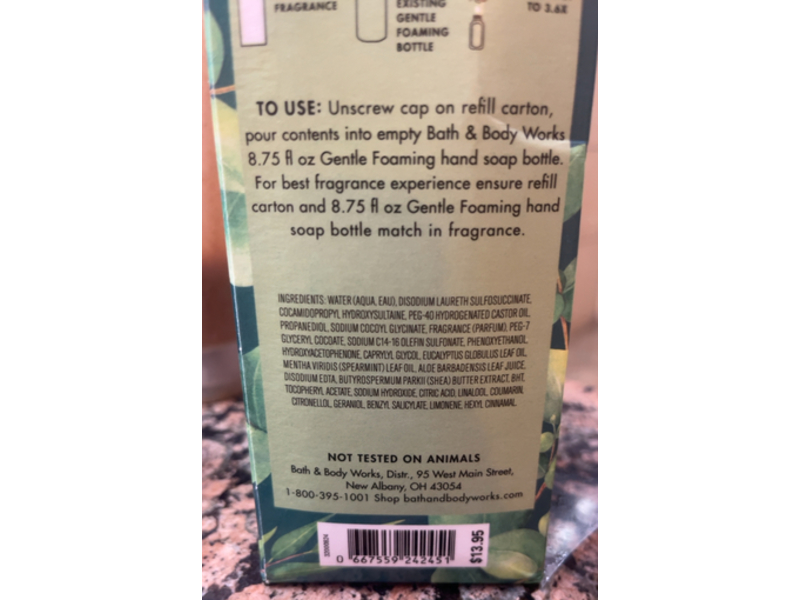 FRAGRANCE
EXISTING
GENTLE
FOAMING
BOTTLE
TO 3.6X
TO USE: Unscrew cap on refill carton,
pour contents into empty Bath & Body Works
8.75 fl oz Gentle Foaming hand soap bottle.
For best fragrance experience ensure refill
carton and 8.75 fl oz Gentle Foaming hand
soap bottle match in fragrance.
INGREDIENTS: WATER (AQUA, EAU), DISODIUM LAURETH SULFOSUCCINATE,
COCAMIDOPROPYL HYDROXYSULTAINE, PEG-40 HYDROGENATED CASTOR OIL,
PROPANEDIOL, SODIUM COCOYL GLYCINATE, FRAGRANCE (PARFUM), PEG-7
GLYCERYL COCOATE, SODIUM C14-16 OLEFIN SULFONATE, PHENOXYETHANOL,
HYDROXYACETOPHENONE, CAPRYLYL GLYCOL, EUCALYPTUS GLOBULUS LEAF OIL,
MENTHA VIRIDIS (SPEARMINT) LEAF OIL, ALOE BARBADENSIS LEAF JUICE,
DISODIUM EDTA, BUTYROSPERMUM PARKII (SHEA) BUTTER EXTRACT, BHT,
TOCOPHERYL ACETATE, SODIUM HYDROXIDE, CITRIC ACID, LINALOOL, COUMARIN,
CITRONELLOL, GERANIOL, BENZYL SALICYLATE, LIMONENE, HEXYL CINNAMAL
NOT TESTED ON ANIMALS
Bath & Body Works, Distr., 95 West Main Street,
New Albany, OH 43054
1-800-395-1001 Shop bathandbodyworks.com
0 667559 242451
$13.95